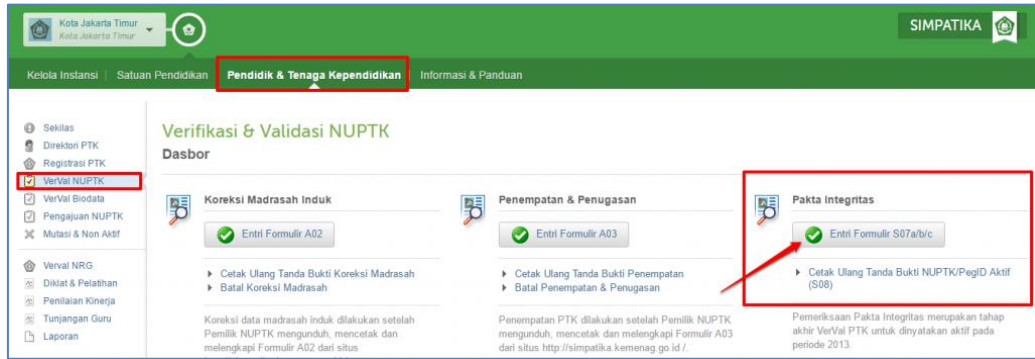 Kota Jakarta Timur
Kota Jakarta Timur
SIMPATIKA
Kelola Instansi | Satuan Pendidikan Pendidik & Tenaga Kependidikan Informasi & Panduan
Sekilas
Direktori PTK
Registrasi PTK
VerVal NUPTK
VerVal Biodata
Pengajuan NUPTK
Mutasi & Non Aktif
Verval NRG
Diklat & Pelatihan
Penilaian Kinerja
Tunjangan Guru
Laporan
Verifikasi & Validasi NUPTK
Dasbor
Koreksi Madrasah Induk
Entri Formulir A02
Cetak Ulang Tanda Bukti Koreksi Madrasah
Batal Koreksi Madrasah
Koreksi data madrasah induk dilakukan setelah
Pemilik NUPTK mengunduh, mencetak dan
melengkapi Formulir A02 dari situs
Penempatan & Penugasan
Entri Formulir A03
Cetak Ulang Tanda Bukti Penempatan
Batal Penempatan & Penugasan
Penempatan PTK dilakukan setelah Pemilik NUPTK
mengunduh, mencetak dan melengkapi Formulir A03
dari situs http://simpatika.kemenag.go.id /.
Pakta Integritas
Entri Formulir S07a/b/c
Cetak Ulang Tanda Bukti NUPTK/PegID Aktif
(S08)
Pemeriksaan Pakta Integritas merupakan tahap
akhir VerVal PTK untuk dinyatakan aktif pada
periode 2013.